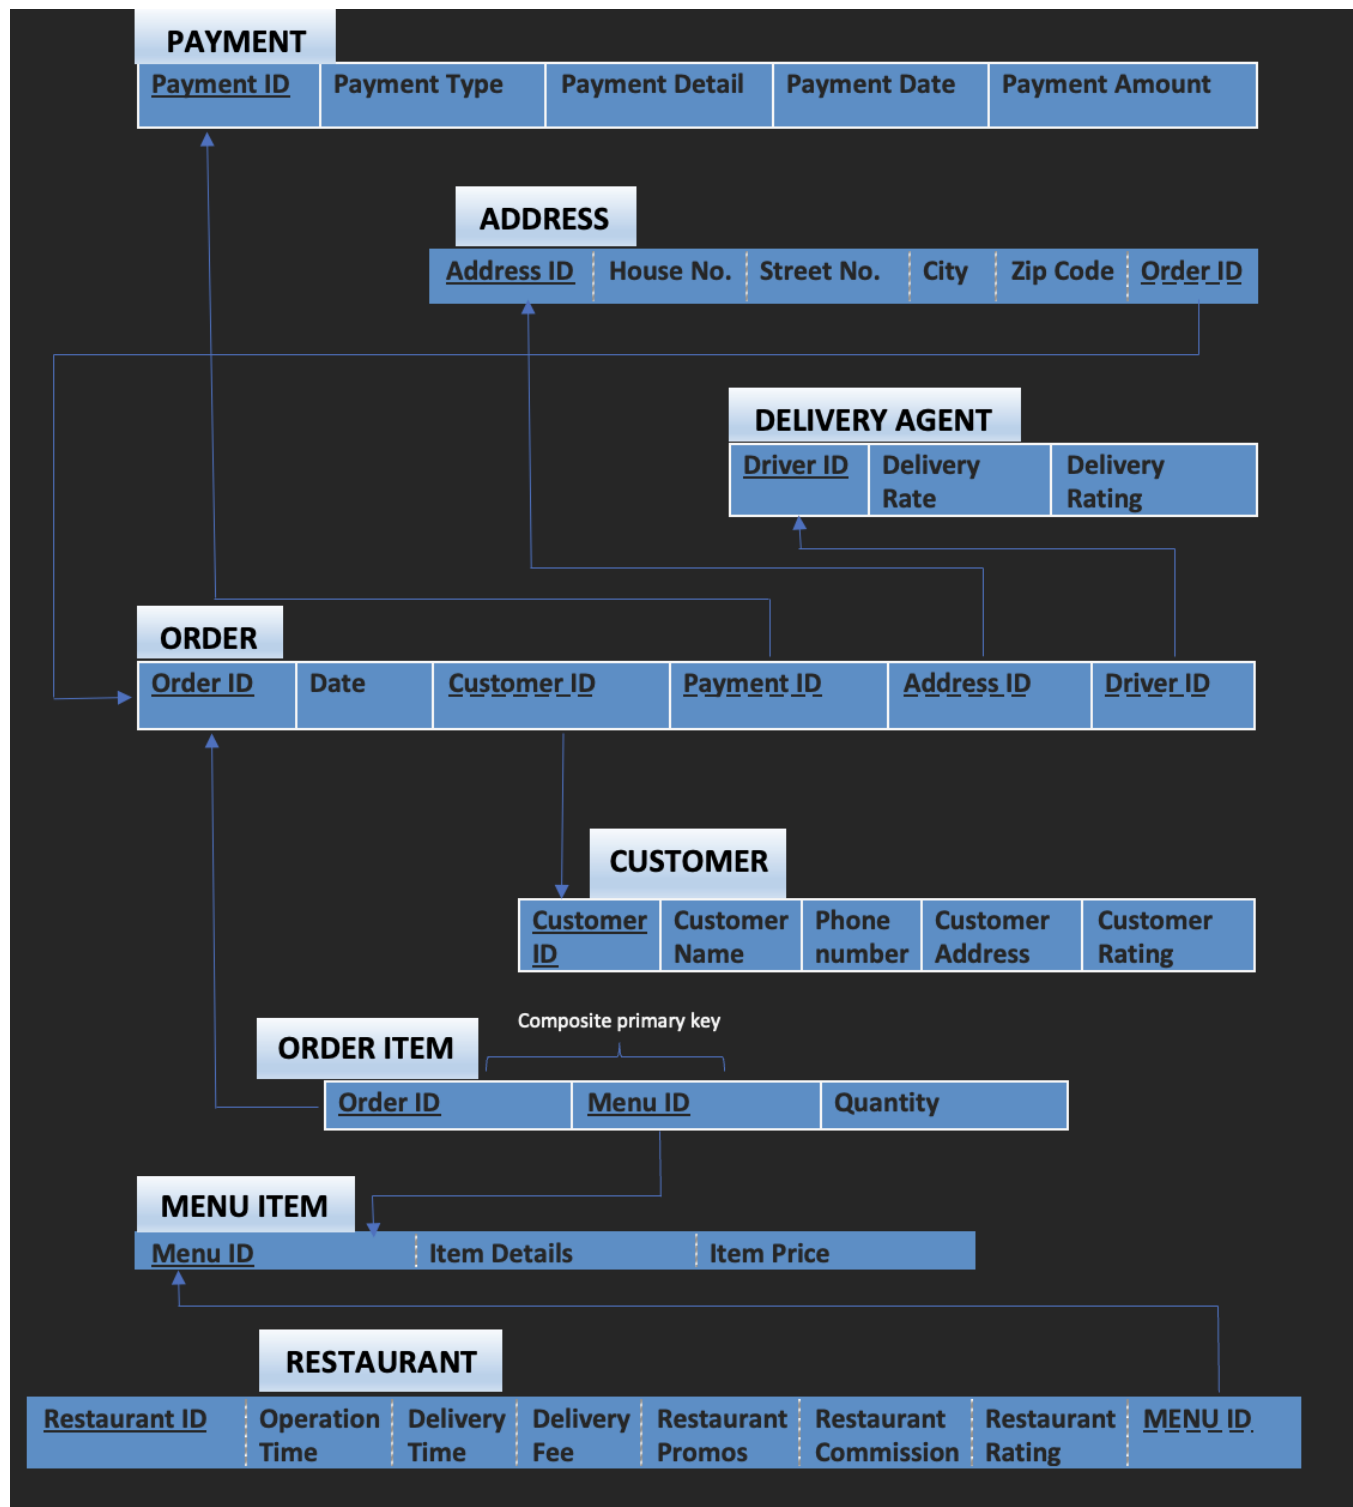 PAYMENT
Payment ID Payment Type Payment Detail Payment Date Payment Amount
ADDRESS
Address ID House No. Street No. City Zip Code Order ID
DELIVERY AGENT
Driver ID Delivery Rate Delivery Rating
ORDER
Order ID Date Customer ID Payment ID Address ID Driver ID
CUSTOMER
Customer ID Customer Name Phone number Customer Address Customer Rating
Composite primary key
ORDER ITEM
Order ID Menu ID Quantity
MENU ITEM
Menu ID Item Details Item Price
RESTAURANT
Restaurant ID Operation Time Delivery Time Delivery Fee Restaurant Promos Restaurant Commission Restaurant Rating MENU ID